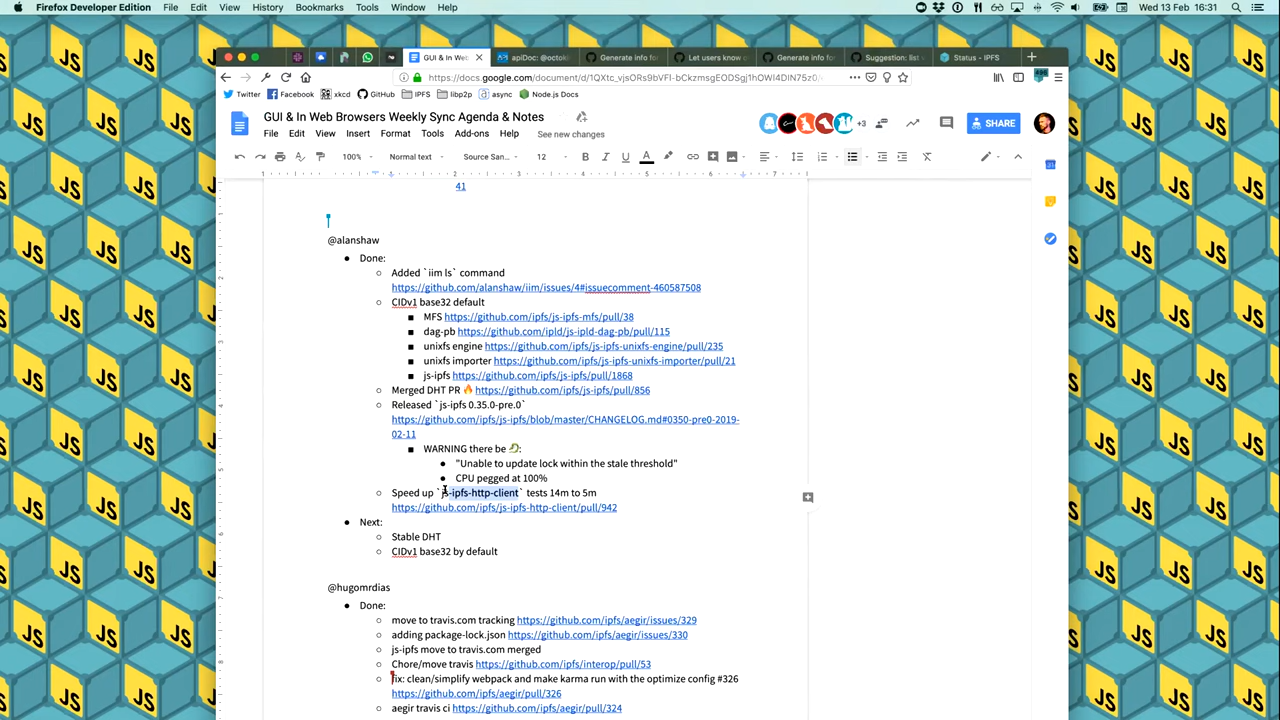 Firefox Developer Edition File Edit View History Bookmarks Tools Window Help
Wed 13 Feb 16:31
GUI & In Web
apiDoc: @octoki
Generate info for
Let users know
Generate info for
Suggestion: list
Status - IPFS
https://docs.google.com/document/d/1QXtc_vjsORs9bVFI-bCkzmsgEODSgj1hOWI4DIN75z0/
Twitter Facebook xkcd GitHub IPFS libp2p async Node.js Docs
GUI & In Web Browsers Weekly Sync Agenda & Notes
+3
SHARE
File Edit View Insert Format Tools Add-ons Help See new changes
100% Normal text Source San... 12 B I U A
1 1 2 3 4 5 6 7
41
@alanshaw
● Done:
○ Added `iim ls` command
https://github.com/alanshaw/iim/issues/4#issuecomment-460587508
○ CIDv1 base32 default
■ MFS https://github.com/ipfs/js-ipfs-mfs/pull/38
■ dag-pb https://github.com/ipld/js-ipld-dag-pb/pull/115
■ unixfs engine https://github.com/ipfs/js-ipfs-unixfs-engine/pull/235
■ unixfs importer https://github.com/ipfs/js-ipfs-unixfs-importer/pull/21
■ js-ipfs https://github.com/ipfs/js-ipfs/pull/1868
○ Merged DHT PR 🔥 https://github.com/ipfs/js-ipfs/pull/856
○ Released `js-ipfs 0.35.0-pre.0`
https://github.com/ipfs/js-ipfs/blob/master/CHANGELOG.md#0350-pre0-2019-
02-11
■ WARNING there be 🐉:
● "Unable to update lock within the stale threshold"
● CPU pegged at 100%
○ Speed up `js-ipfs-http-client` tests 14m to 5m
https://github.com/ipfs/js-ipfs-http-client/pull/942
● Next:
○ Stable DHT
○ CIDv1 base32 by default
@hugomrdias
● Done:
○ move to travis.com tracking https://github.com/ipfs/aegir/issues/329
○ adding package-lock.json https://github.com/ipfs/aegir/issues/330
○ js-ipfs move to travis.com merged
○ Chore/move travis https://github.com/ipfs/interop/pull/53
○ fix: clean/simplify webpack and make karma run with the optimize config #326
https://github.com/ipfs/aegir/pull/326
○ aegir travis ci https://github.com/ipfs/aegir/pull/324